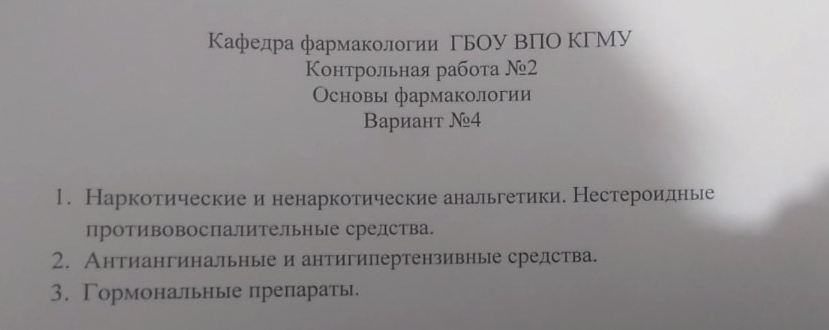 Кафедра фармакологии ГБОУ ВПО КГМУ
Контрольная работа №2
Основы фармакологии
Вариант №4
1. Наркотические и ненаркотические анальгетики. Нестероидные
противовоспалительные средства.
2. Антиангинальные и антигипертензивные средства.
3. Гормональные препараты.